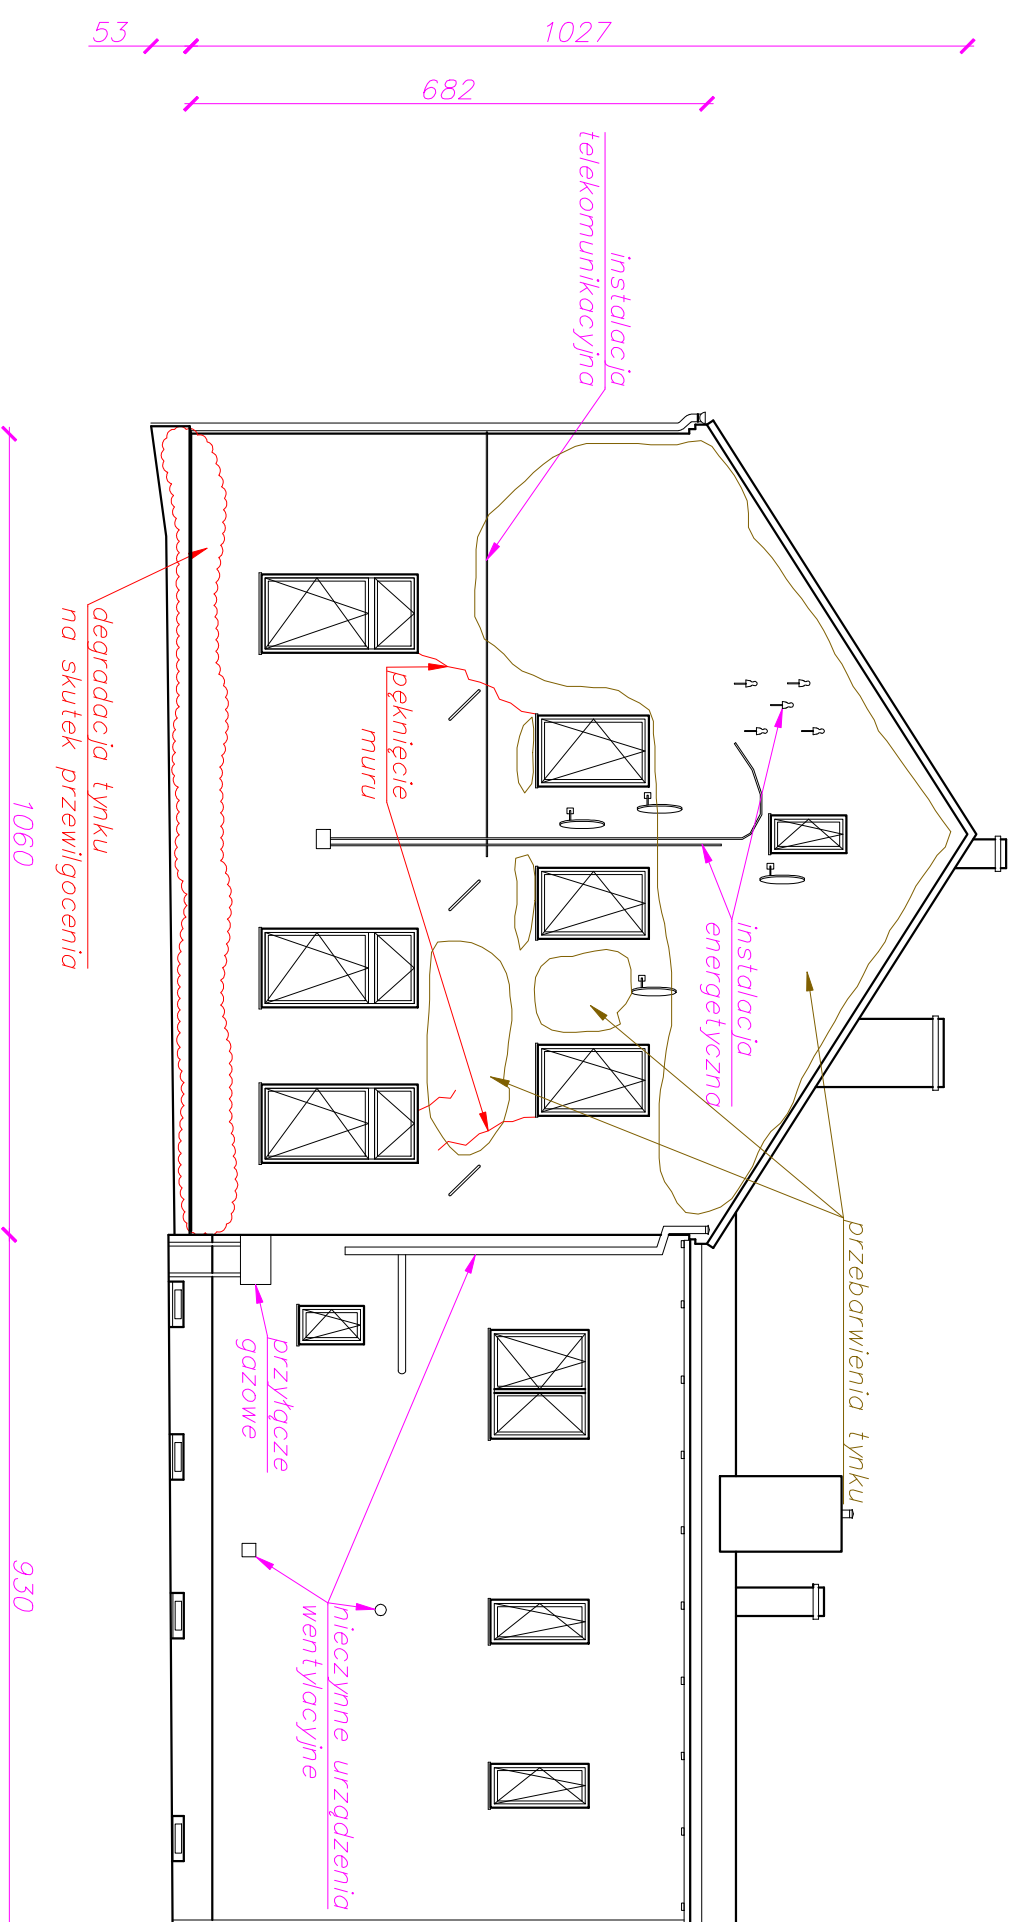 53
1027
682
instalacja
telekomunikacyjna
instalacja
energetyczna
przebarwienia tynku
pęknięcie
muru
degradacja tynku
na skutek przewilgocenia
przyłącze
gazowe
nieczynne urządzenia
wentylacyjne
1060
930